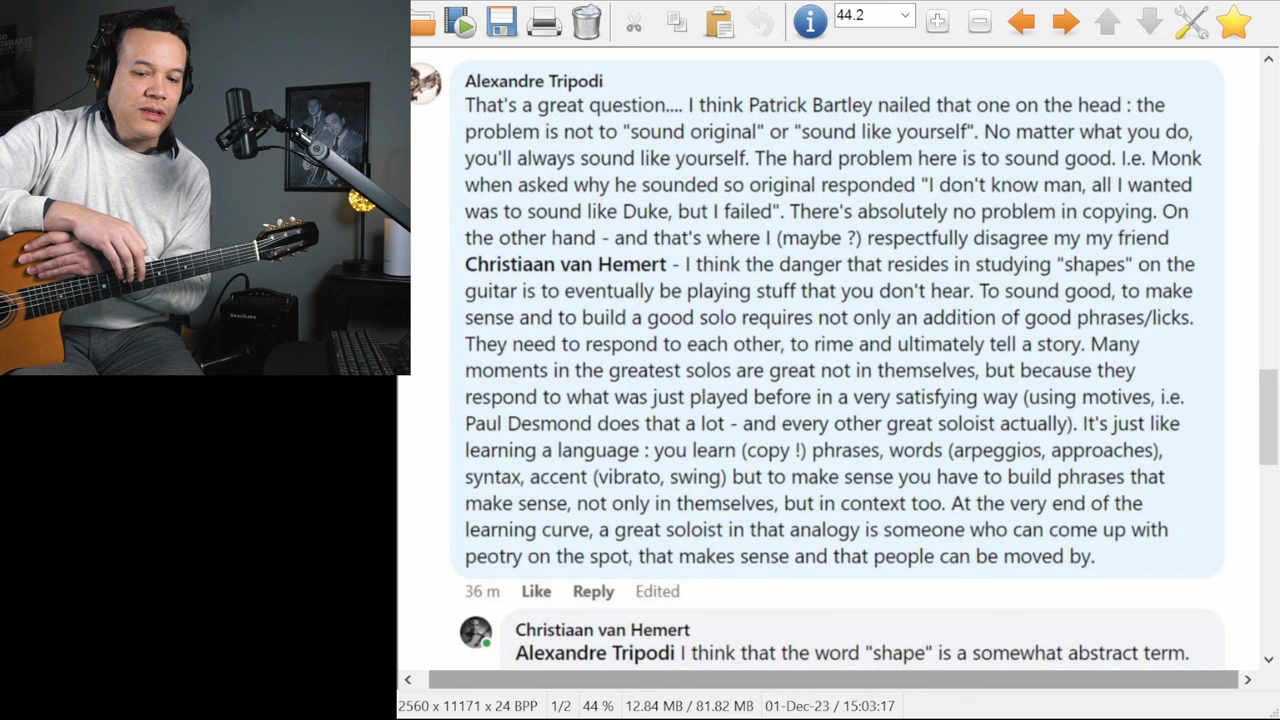 44.2
Alexandre Tripodi
That's a great question.... I think Patrick Bartley nailed that one on the head : the
problem is not to "sound original" or "sound like yourself". No matter what you do,
you'll always sound like yourself. The hard problem here is to sound good. I.e. Monk
when asked why he sounded so original responded "I don't know man, all I wanted
was to sound like Duke, but I failed". There's absolutely no problem in copying. On
the other hand - and that's where I (maybe ?) respectfully disagree my my friend
Christiaan van Hemert - I think the danger that resides in studying "shapes" on the
guitar is to eventually be playing stuff that you don't hear. To sound good, to make
sense and to build a good solo requires not only an addition of good phrases/licks.
They need to respond to each other, to rime and ultimately tell a story. Many
moments in the greatest solos are great not in themselves, but because they
respond to what was just played before in a very satisfying way (using motives, i.e.
Paul Desmond does that a lot - and every other great soloist actually). It's just like
learning a language : you learn (copy !) phrases, words (arpeggios, approaches),
syntax, accent (vibrato, swing) but to make sense you have to build phrases that
make sense, not only in themselves, but in context too. At the very end of the
learning curve, a great soloist in that analogy is someone who can come up with
peotry on the spot, that makes sense and that people can be moved by.
36 m Like Reply Edited
Christiaan van Hemert
Alexandre Tripodi I think that the word "shape" is a somewhat abstract term.
2560 x 11171 x 24 BPP 1/2 44 % 12.84 MB / 81.82 MB 01-Dec-23 / 15:03:17